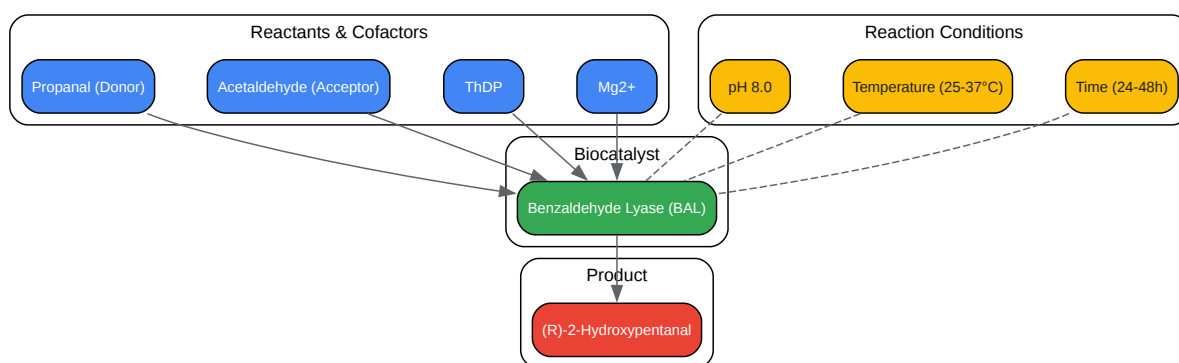 Reactants & Cofactors
Reaction Conditions
Propanal (Donor)
Acetaldehyde (Acceptor)
ThDP
Mg2+
pH 8.0
Temperature (25-37°C)
Time (24-48h)
Biocatalyst
Benzaldehyde Lyase (BAL)
Product
(R)-2-Hydroxypentanal